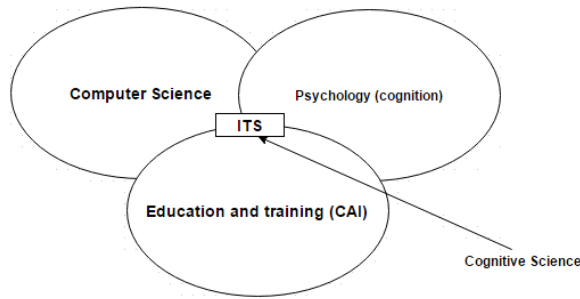 Computer Science
Psychology (cognition)
ITS
Education and training (CAI)
Cognitive Science